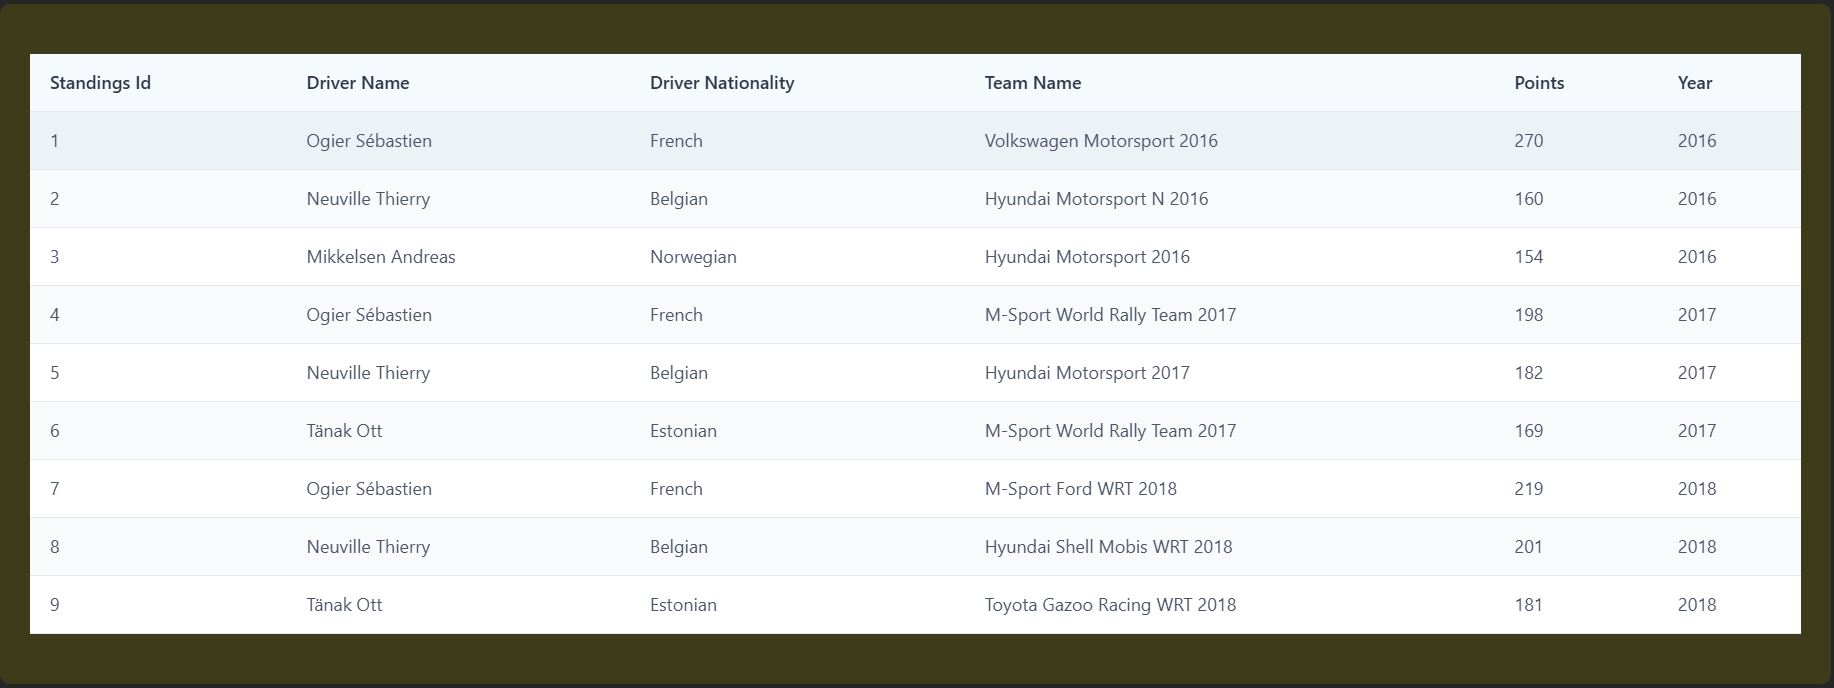 Standings Id Driver Name Driver Nationality Team Name Points Year
1 Ogier Sébastien French Volkswagen Motorsport 2016 270 2016
2 Neuville Thierry Belgian Hyundai Motorsport N 2016 160 2016
3 Mikkelsen Andreas Norwegian Hyundai Motorsport 2016 154 2016
4 Ogier Sébastien French M-Sport World Rally Team 2017 198 2017
5 Neuville Thierry Belgian Hyundai Motorsport 2017 182 2017
6 Tänak Ott Estonian M-Sport World Rally Team 2017 169 2017
7 Ogier Sébastien French M-Sport Ford WRT 2018 219 2018
8 Neuville Thierry Belgian Hyundai Shell Mobis WRT 2018 201 2018
9 Tänak Ott Estonian Toyota Gazoo Racing WRT 2018 181 2018